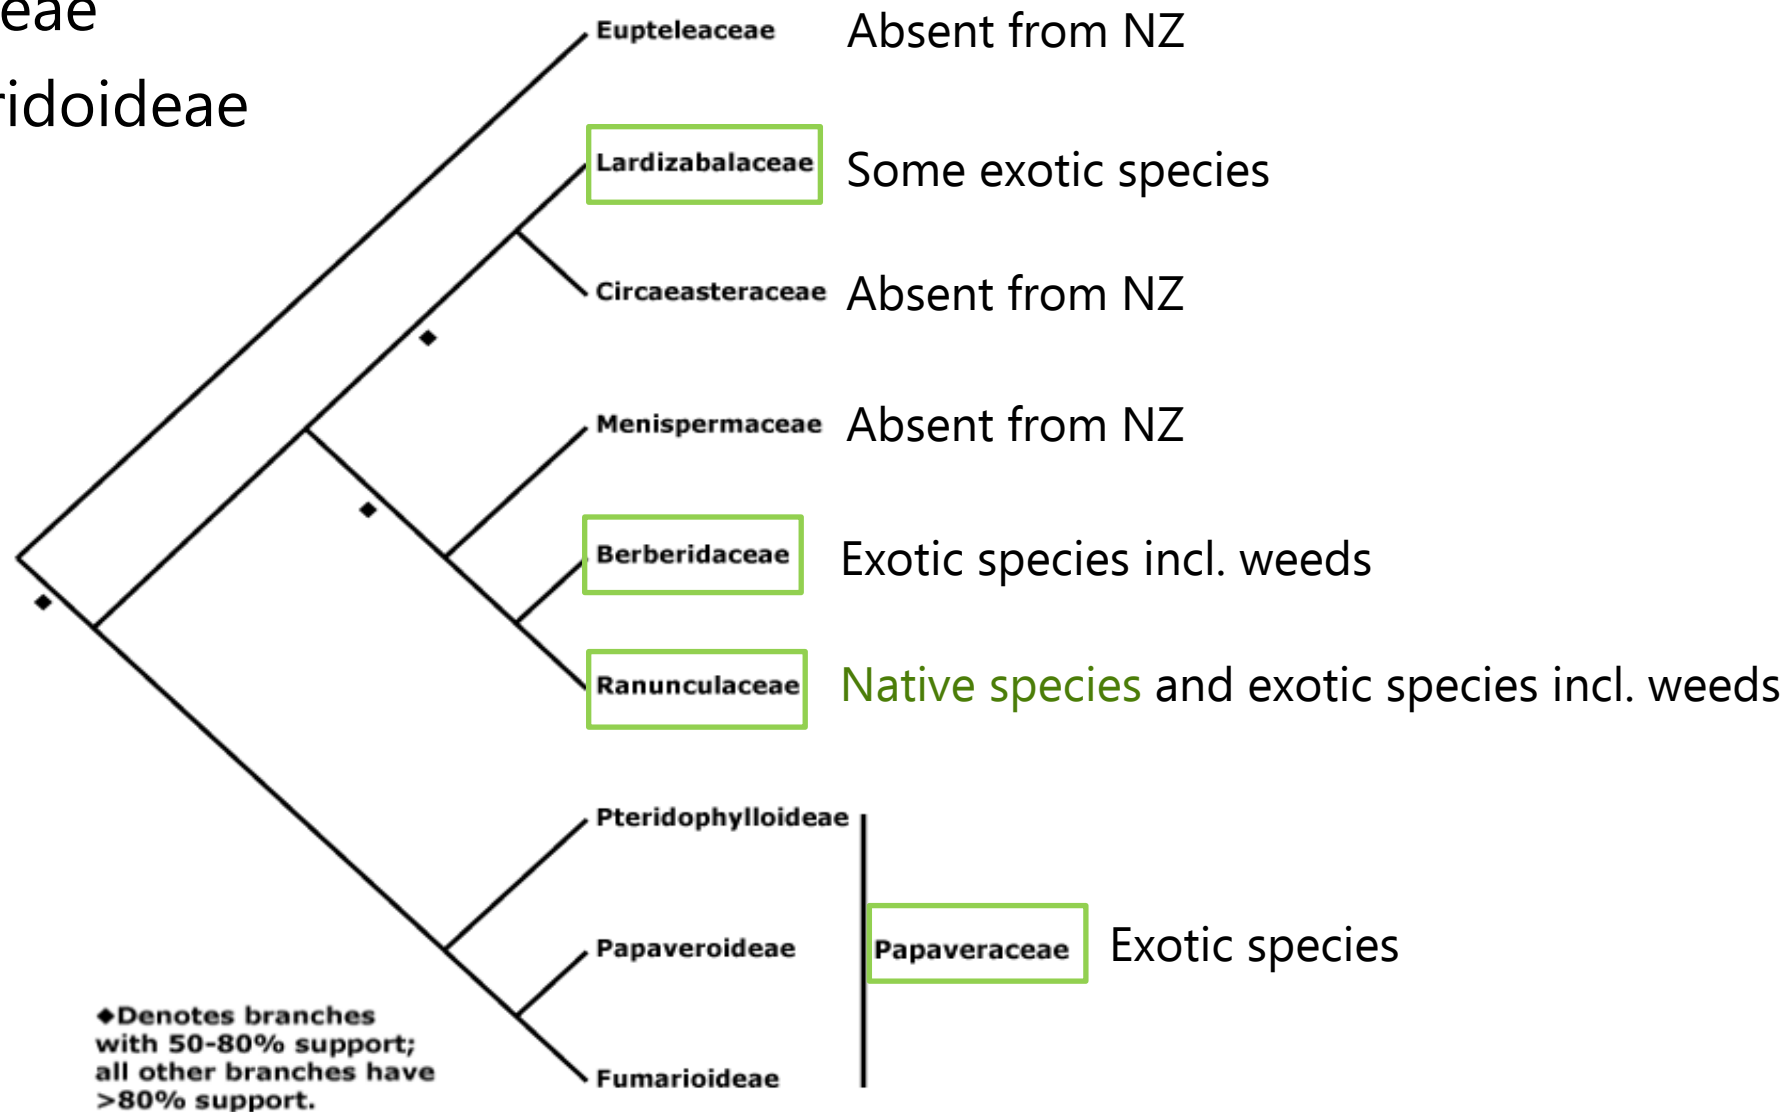 eae
ridoideae
Eupteleaceae Absent from NZ
Lardizabalaceae Some exotic species
Circaeasteraceae Absent from NZ
Menispermaceae Absent from NZ
Berberidaceae Exotic species incl. weeds
Ranunculaceae Native species and exotic species incl. weeds
Pteridophylloideae
Papaveroideae Papaveraceae Exotic species
Fumarioideae
◆Denotes branches
with 50-80% support;
all other branches have
>80% support.